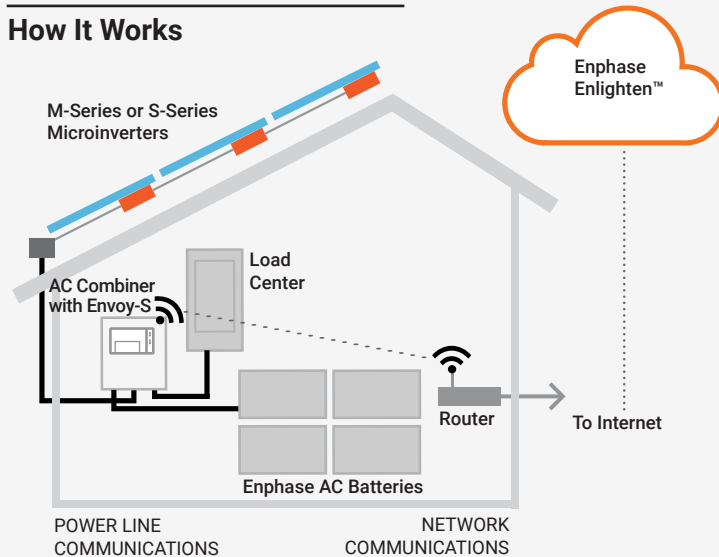 How It Works
Enphase
Enlighten™
M-Series or S-Series
Microinverters
Load
Center
AC Combiner
with Envoy-S
Router
To Internet
Enphase AC Batteries
POWER LINE
COMMUNICATIONS
NETWORK
COMMUNICATIONS